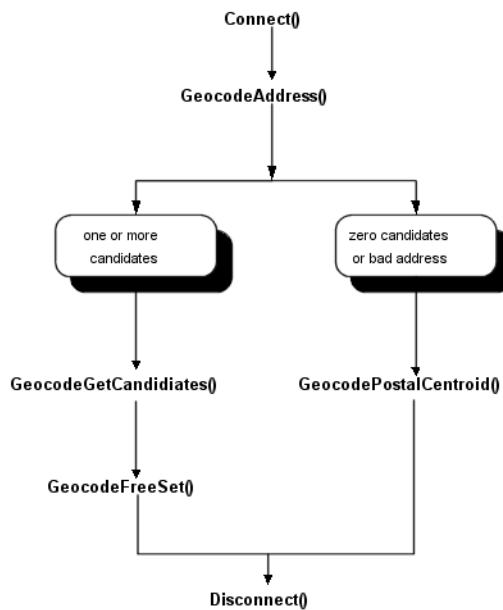 Connect()
GeocodeAddress()
one or more
candidates
zero candidates
or bad address
GeocodeGetCandidiates()
GeocodePostalCentroid()
GeocodeFreeSet()
Disconnect()